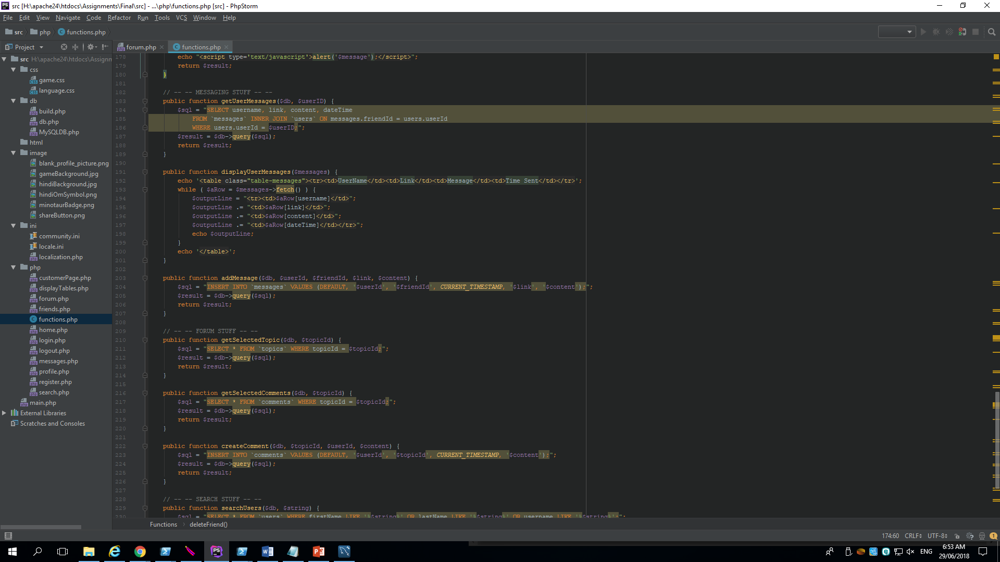 src [H:\apache24\htdocs\Assignments\Final\src] - ...\php\functions.php [src] - PhpStorm
File Edit View Navigate Code Refactor Run Tools VCS Window Help
src php functions.php
Project
forum.php functions.php
src H:\apache24\htdocs\Assignm
css
game.css
language.css
db
build.php
db.php
MySQLDB.php
html
image
blank_profile_picture.png
gameBackground.jpg
hindiBackground.jpg
hindiOmSymbol.png
minotaurBadge.png
shareButton.png
ini
community.ini
locale.ini
localization.php
php
customerPage.php
displayTables.php
forum.php
friends.php
functions.php
home.php
login.php
logout.php
messages.php
profile.php
register.php
search.php
main.php
External Libraries
Scratches and Consoles
178 echo "<script type='text/javascript'>alert('$message');</script>";
179 return $result;
180 }
181
182 // -- -- MESSAGING STUFF -- --
183 public function getUserMessages($db, $userID) {
184 $sql = "SELECT username, link, content, dateTime
185 FROM `messages` INNER JOIN `users` ON messages.friendId = users.userId
186 WHERE users.userId = $userID;";
187 $result = $db->query($sql);
188 return $result;
189 }
190
191 public function displayUserMessages($messages) {
192 echo '<table class="table-messages"><tr><td>UserName</td><td>Link</td><td>Message</td><td>Time Sent</td></tr>';
193 while ( $aRow = $messages->fetch() ) {
194 $outputLine = "<tr><td>$aRow[username]</td>";
195 $outputLine .= "<td>$aRow[link]</td>";
196 $outputLine .= "<td>$aRow[content]</td>";
197 $outputLine .= "<td>$aRow[dateTime]</td></tr>";
198 echo $outputLine;
199 }
200 echo '</table>';
201 }
202
203 public function addMessage($db, $userId, $friendId, $link, $content) {
204 $sql = "INSERT INTO `messages` VALUES (DEFAULT, '$userId', '$friendId', CURRENT_TIMESTAMP, '$link', '$content');";
205 $result = $db->query($sql);
206 return $result;
207 }
208
209 // -- -- FORUM STUFF -- --
210 public function getSelectedTopic($db, $topicId) {
211 $sql = "SELECT * FROM `topics` WHERE topicId = $topicId;";
212 $result = $db->query($sql);
213 return $result;
214 }
215
216 public function getSelectedComments($db, $topicId) {
217 $sql = "SELECT * FROM `comments` WHERE topicId = $topicId;";
218 $result = $db->query($sql);
219 return $result;
220 }
221
222 public function createComment($db, $topicId, $userId, $content) {
223 $sql = "INSERT INTO `comments` VALUES (DEFAULT, '$userId', '$topicId', CURRENT_TIMESTAMP, '$content');";
224 $result = $db->query($sql);
225 return $result;
226 }
227
228 // -- -- SEARCH STUFF -- --
229 public function searchUsers($db, $string) {
230 $sql = "SELECT * FROM `users` WHERE firstName LIKE '%$string%' OR lastName LIKE '%$string%' OR username LIKE '%$string%';";
Functions deleteFriend()
174:60 CRLF UTF-8 1
ENG 6:53 AM
29/06/2018